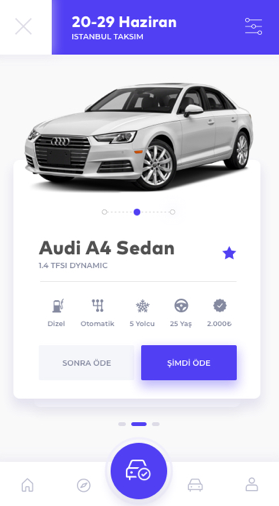 20-29 Haziran
ISTANBUL TAKSIM
Audi A4 Sedan
1.4 TFSI DYNAMIC
Dizel Otomatik 5 Yolcu 25 Yaş 2.000₺
SONRA ÖDE ŞİMDİ ÖDE